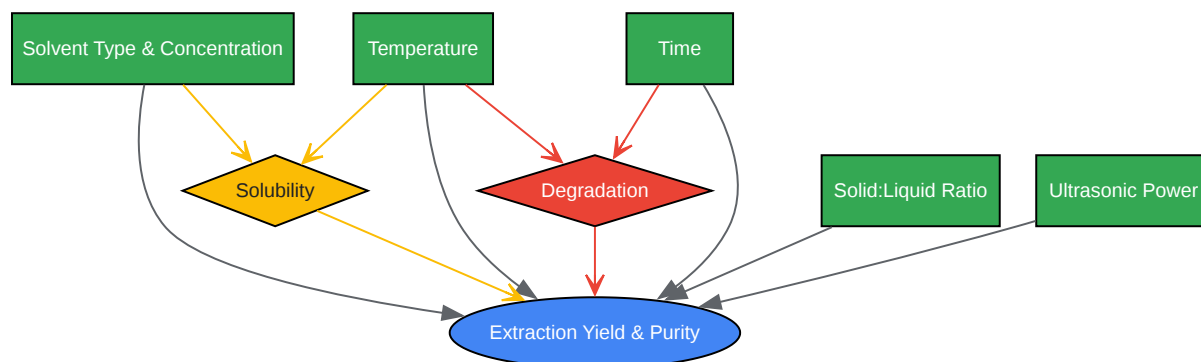 Solvent Type & Concentration
Temperature
Time
Solubility
Degradation
Solid:Liquid Ratio
Ultrasonic Power
Extraction Yield & Purity